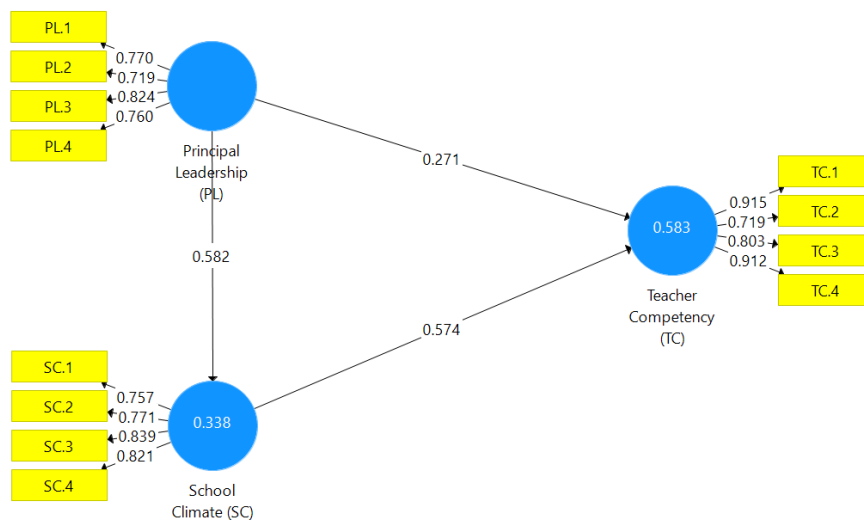 PL.1
0.770
PL.2
0.719
PL.3
0.824
0.760
PL.4
Principal
Leadership
(PL)
0.271
0.582
0.574
TC.1
0.915
TC.2
0.719
0.583
0.803
TC.3
0.912
TC.4
Teacher
Competency
(TC)
SC.1
0.757
SC.2
0.771
0.338
0.839
SC.3
0.821
SC.4
School
Climate (SC)